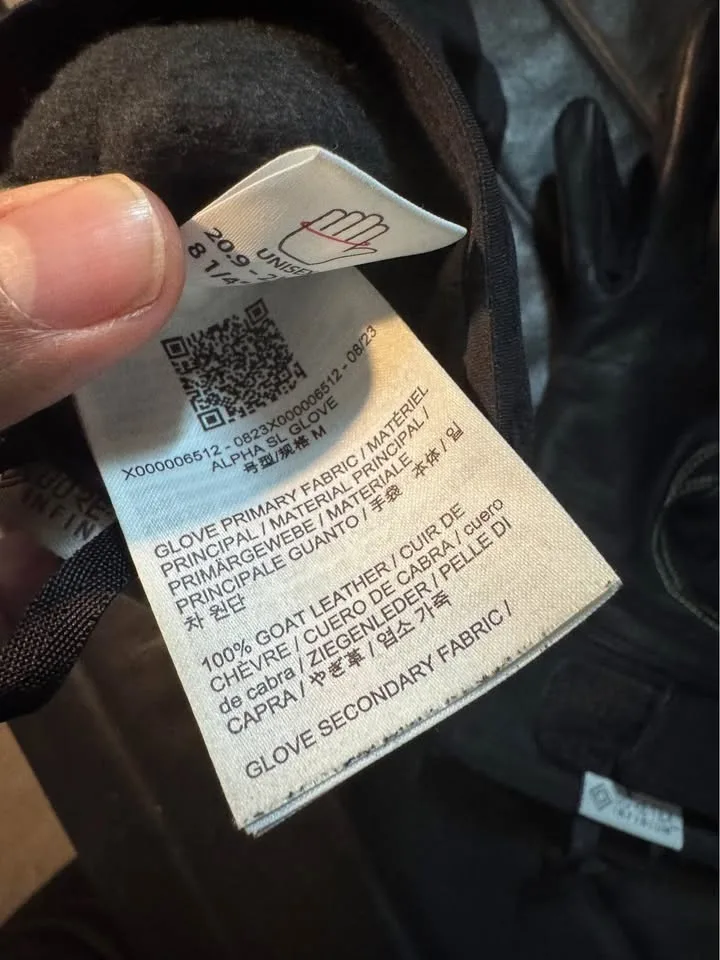 UNISEX
20.9 - 2
8 1/4"
X000006512 - 0823X000006512 - 08/23
ALPHA SL GLOVE
号型/规格 M
GLOVE PRIMARY FABRIC / MATÉRIEL
PRINCIPAL / MATERIAL PRINCIPAL /
PRIMÄRGEWEBE / MATERIALE
PRINCIPALE GUANTO / 手袋 本体 / 일
차 원단
100% GOAT LEATHER / CUIR DE
CHÈVRE / CUERO DE CABRA / cuero
de cabra / ZIEGENLEDER / PELLE DI
CAPRA / やぎ革 / 염소 가죽
GLOVE SECONDARY FABRIC /
INFIN